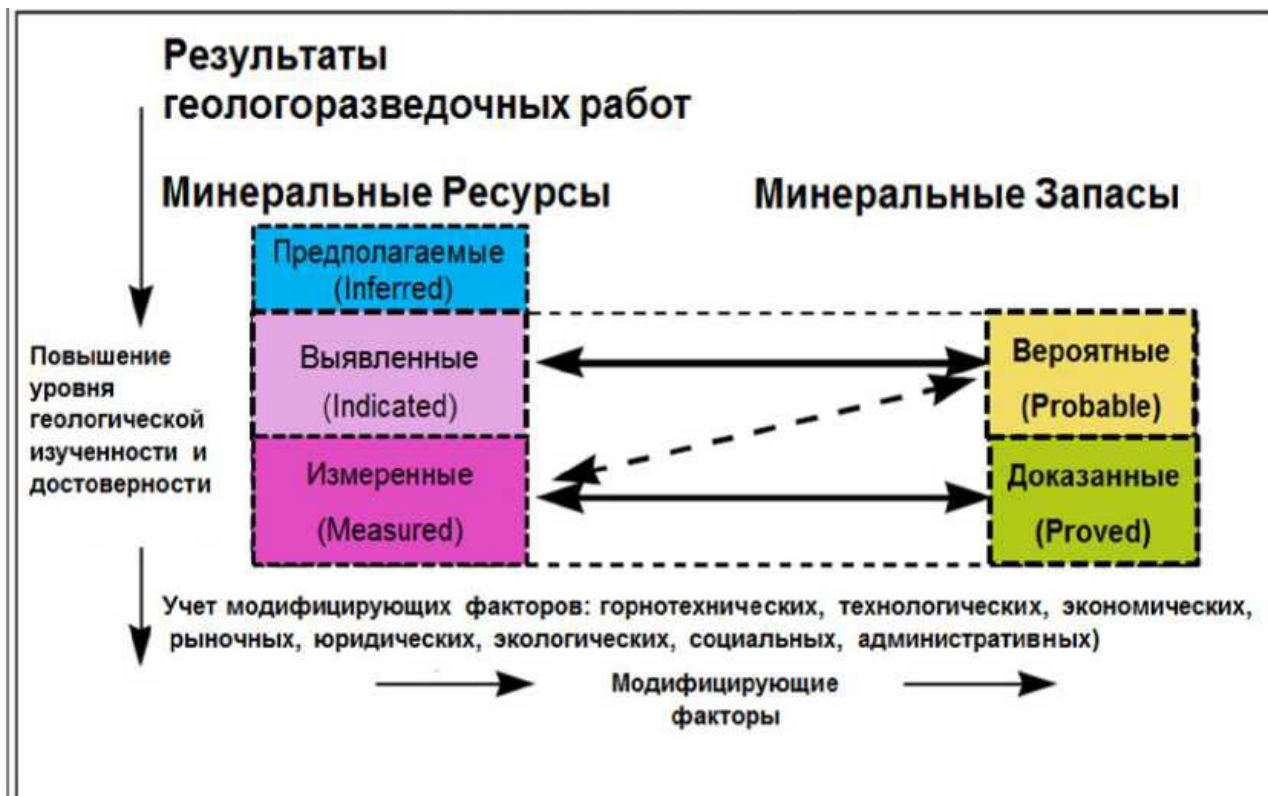 Результаты
геологоразведочных работ
Минеральные Ресурсы
Минеральные Запасы
Предполагаемые
(Inferred)
Выявленные
(Indicated)
Измеренные
(Measured)
Вероятные
(Probable)
Доказанные
(Proved)
Повышение
уровня
геологической
изученности и
достоверности
Учет модифицирующих факторов: горнотехнических, технологических, экономических,
рыночных, юридических, экологических, социальных, административных)
Модифицирующие
факторы